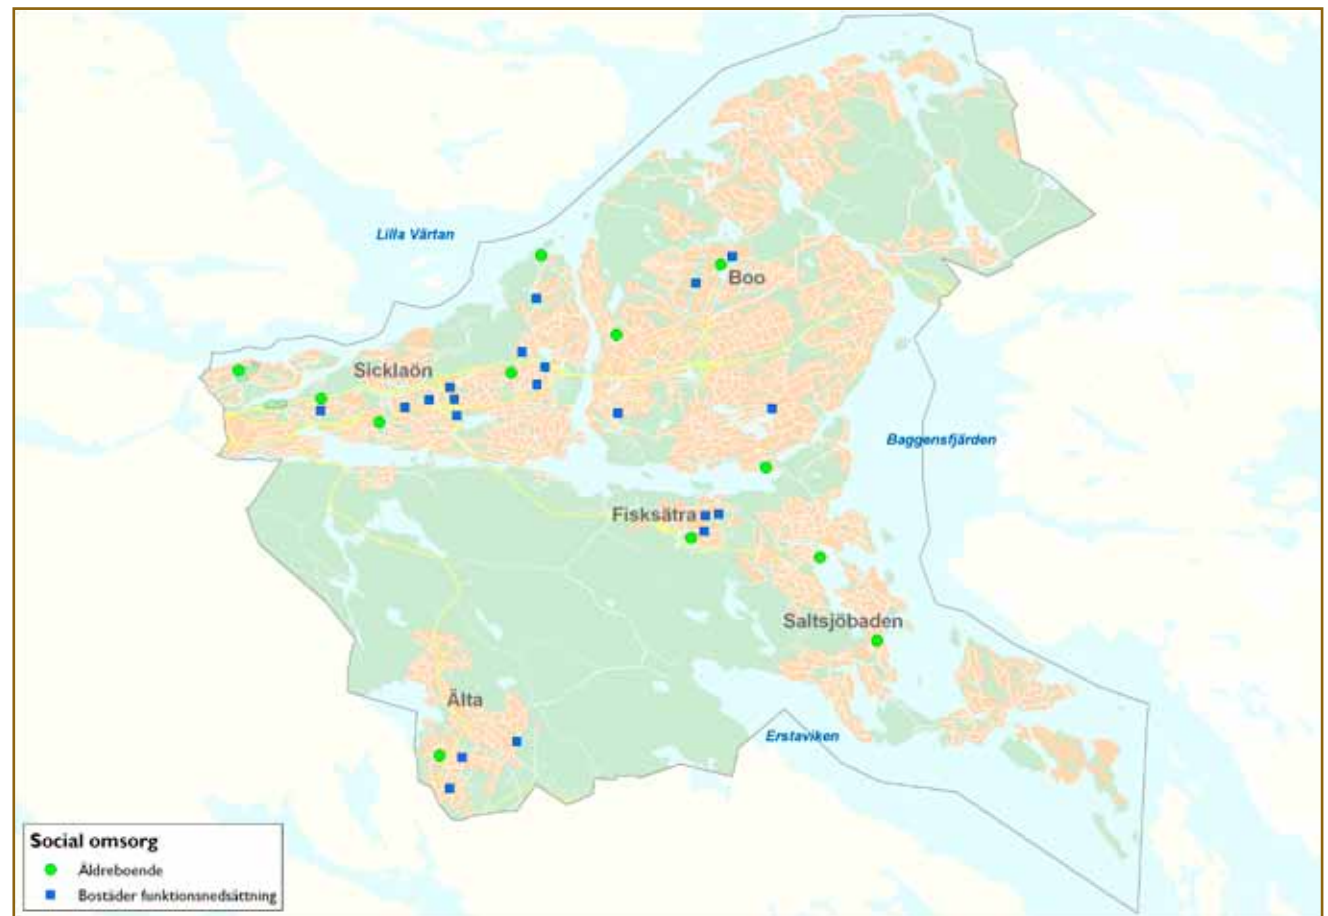 Lilla Värtan
Boo
Sicklaön
Baggensfjärden
Fisksätra
Saltsjöbaden
Älta
Erstaviken
Social omsorg
Äldreboende
Bostäder funktionsnedsättning